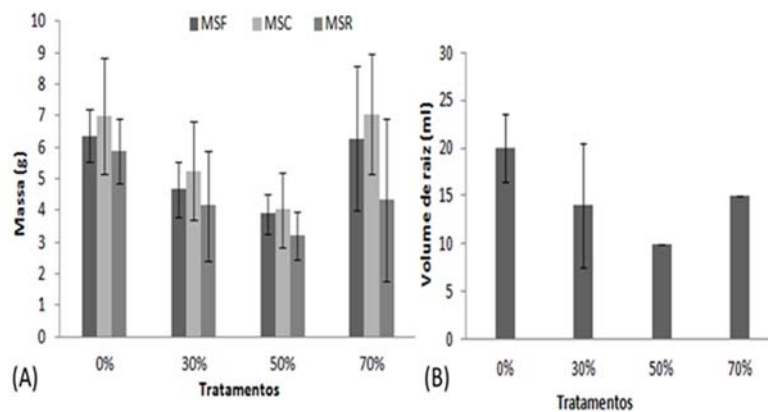 MSF MSC MSR
Massa (g)
10
9
8
7
6
5
4
3
2
1
0
0% 30% 50% 70%
Tratamentos
(A)
Volume de raiz (ml)
30
25
20
15
10
5
0
0% 30% 50% 70%
Tratamentos
(B)